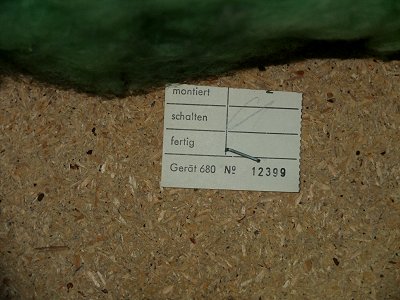 montiert
schalten
fertig
Gerät 680 Nº 12399